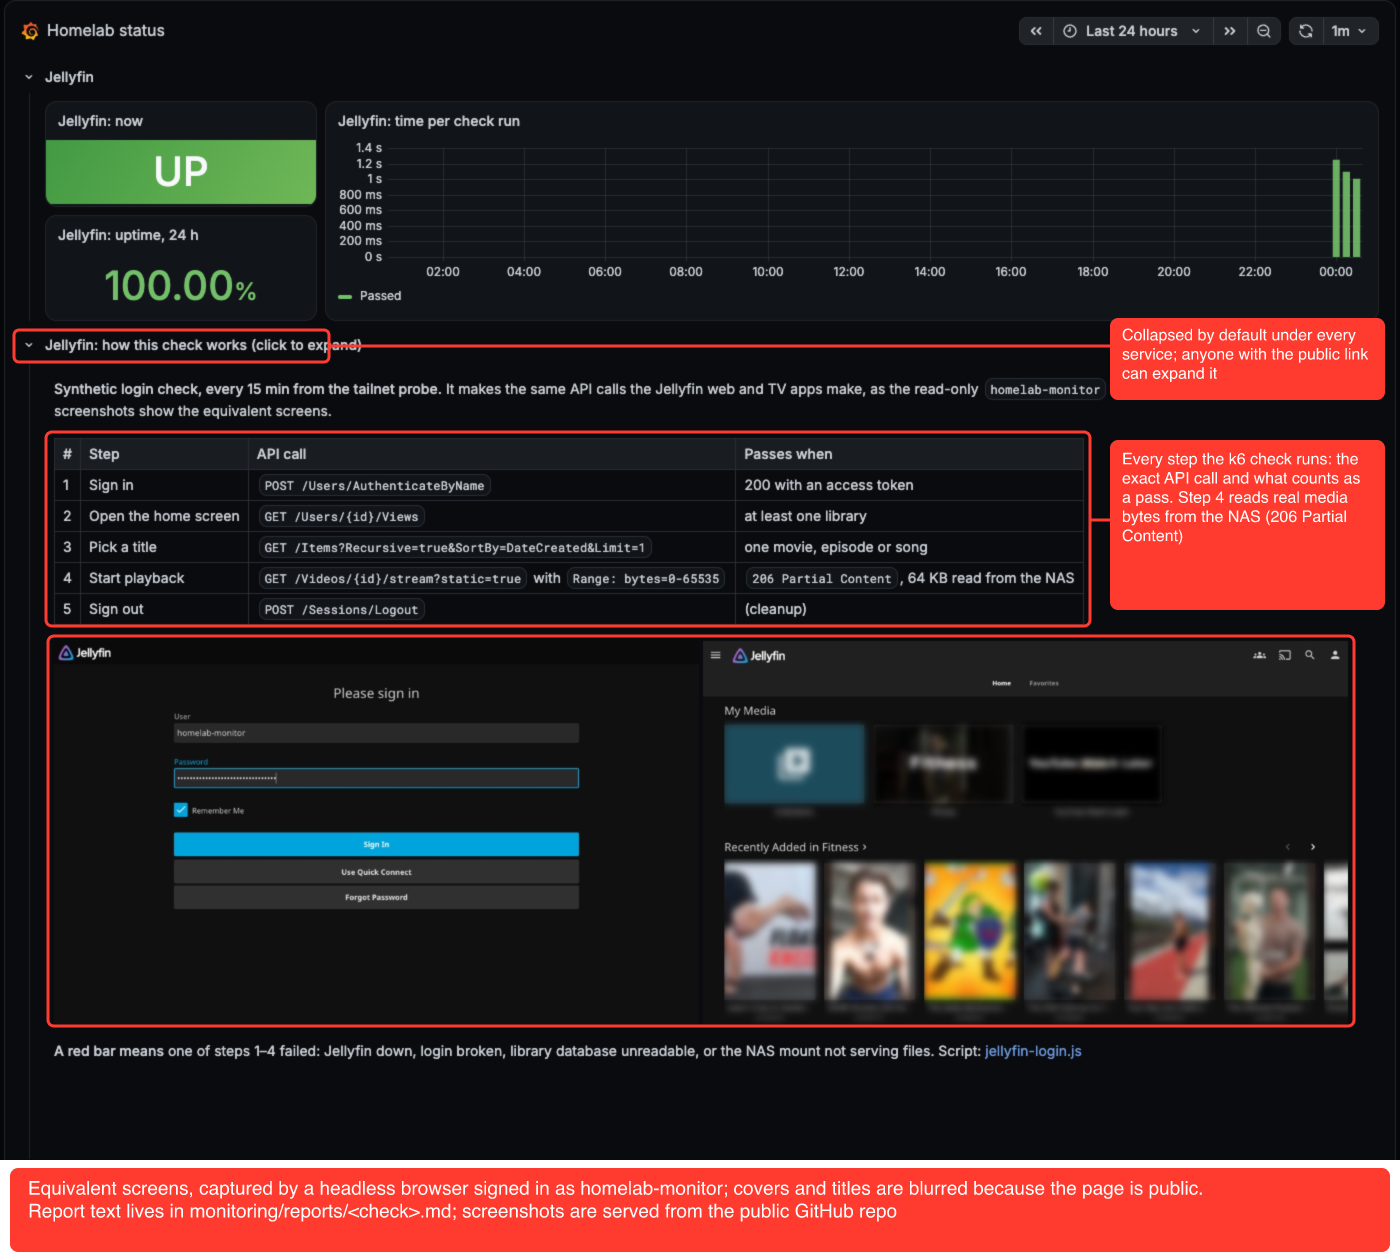 Homelab status
Last 24 hours
1m
Jellyfin
Jellyfin: now
UP
Jellyfin: uptime, 24 h
100.00%
Jellyfin: time per check run
1.4 s
1.2 s
1 s
800 ms
600 ms
400 ms
200 ms
0 s
02:00 04:00 06:00 08:00 10:00 12:00 14:00 16:00 18:00 20:00 22:00 00:00
Passed
Jellyfin: how this check works (click to expand)
Collapsed by default under every
service; anyone with the public link
can expand it
Synthetic login check, every 15 min from the tailnet probe. It makes the same API calls the Jellyfin web and TV apps make, as the read-only homelab-monitor
screenshots show the equivalent screens.
# Step API call Passes when
1 Sign in POST /Users/AuthenticateByName 200 with an access token
2 Open the home screen GET /Users/{id}/Views at least one library
3 Pick a title GET /Items?Recursive=true&SortBy=DateCreated&Limit=1 one movie, episode or song
4 Start playback GET /Videos/{id}/stream?static=true with Range: bytes=0-65535 206 Partial Content , 64 KB read from the NAS
5 Sign out POST /Sessions/Logout (cleanup)
Every step the k6 check runs: the
exact API call and what counts as
a pass. Step 4 reads real media
bytes from the NAS (206 Partial
Content)
Jellyfin
Please sign in
User
homelab-monitor
Password
Remember Me
Sign In
Use Quick Connect
Forgot Password
Jellyfin
Home Favorites
My Media
Fitness
Recently Added in Fitness
A red bar means one of steps 1–4 failed: Jellyfin down, login broken, library database unreadable, or the NAS mount not serving files. Script: jellyfin-login.js
Equivalent screens, captured by a headless browser signed in as homelab-monitor; covers and titles are blurred because the page is public.
Report text lives in monitoring/reports/<check>.md; screenshots are served from the public GitHub repo